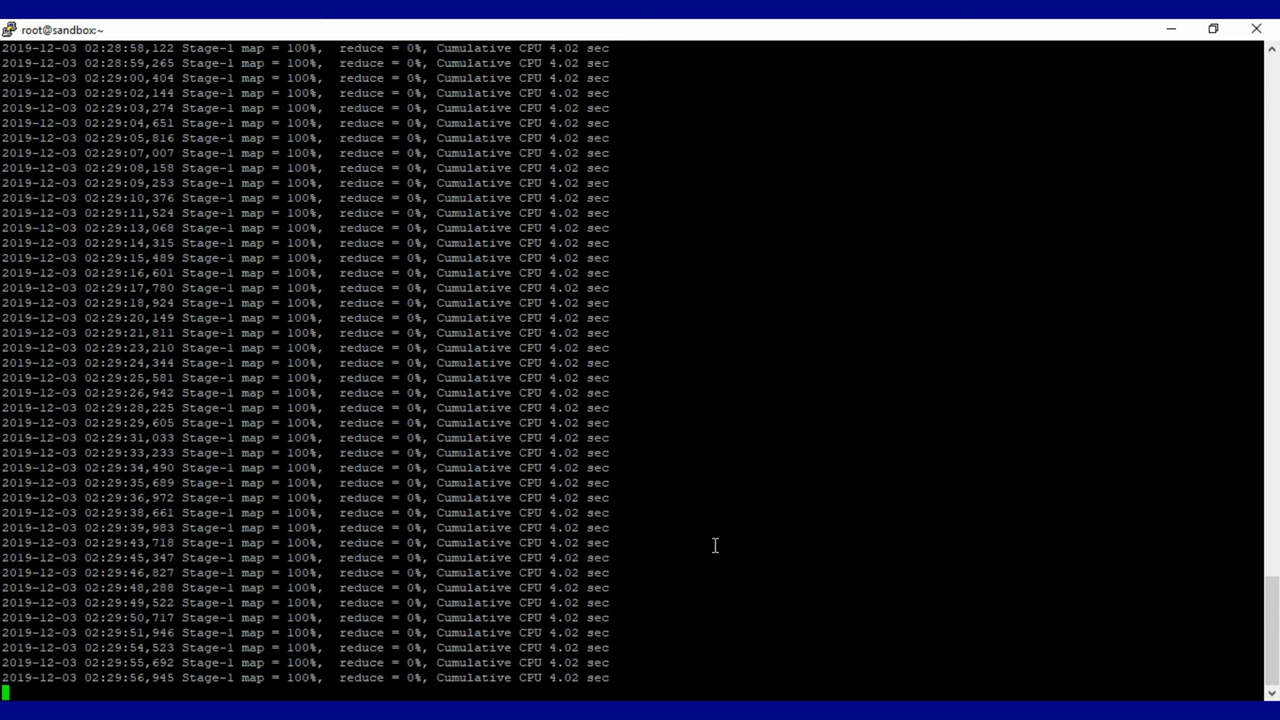 root@sandbox:~
2019-12-03 02:28:58,122 Stage-1 map = 100%,  reduce = 0%, Cumulative CPU 4.02 sec
2019-12-03 02:28:59,265 Stage-1 map = 100%,  reduce = 0%, Cumulative CPU 4.02 sec
2019-12-03 02:29:00,404 Stage-1 map = 100%,  reduce = 0%, Cumulative CPU 4.02 sec
2019-12-03 02:29:02,144 Stage-1 map = 100%,  reduce = 0%, Cumulative CPU 4.02 sec
2019-12-03 02:29:03,274 Stage-1 map = 100%,  reduce = 0%, Cumulative CPU 4.02 sec
2019-12-03 02:29:04,651 Stage-1 map = 100%,  reduce = 0%, Cumulative CPU 4.02 sec
2019-12-03 02:29:05,816 Stage-1 map = 100%,  reduce = 0%, Cumulative CPU 4.02 sec
2019-12-03 02:29:07,007 Stage-1 map = 100%,  reduce = 0%, Cumulative CPU 4.02 sec
2019-12-03 02:29:08,158 Stage-1 map = 100%,  reduce = 0%, Cumulative CPU 4.02 sec
2019-12-03 02:29:09,253 Stage-1 map = 100%,  reduce = 0%, Cumulative CPU 4.02 sec
2019-12-03 02:29:10,376 Stage-1 map = 100%,  reduce = 0%, Cumulative CPU 4.02 sec
2019-12-03 02:29:11,524 Stage-1 map = 100%,  reduce = 0%, Cumulative CPU 4.02 sec
2019-12-03 02:29:13,068 Stage-1 map = 100%,  reduce = 0%, Cumulative CPU 4.02 sec
2019-12-03 02:29:14,315 Stage-1 map = 100%,  reduce = 0%, Cumulative CPU 4.02 sec
2019-12-03 02:29:15,489 Stage-1 map = 100%,  reduce = 0%, Cumulative CPU 4.02 sec
2019-12-03 02:29:16,601 Stage-1 map = 100%,  reduce = 0%, Cumulative CPU 4.02 sec
2019-12-03 02:29:17,780 Stage-1 map = 100%,  reduce = 0%, Cumulative CPU 4.02 sec
2019-12-03 02:29:18,924 Stage-1 map = 100%,  reduce = 0%, Cumulative CPU 4.02 sec
2019-12-03 02:29:20,149 Stage-1 map = 100%,  reduce = 0%, Cumulative CPU 4.02 sec
2019-12-03 02:29:21,811 Stage-1 map = 100%,  reduce = 0%, Cumulative CPU 4.02 sec
2019-12-03 02:29:23,210 Stage-1 map = 100%,  reduce = 0%, Cumulative CPU 4.02 sec
2019-12-03 02:29:24,344 Stage-1 map = 100%,  reduce = 0%, Cumulative CPU 4.02 sec
2019-12-03 02:29:25,581 Stage-1 map = 100%,  reduce = 0%, Cumulative CPU 4.02 sec
2019-12-03 02:29:26,942 Stage-1 map = 100%,  reduce = 0%, Cumulative CPU 4.02 sec
2019-12-03 02:29:28,225 Stage-1 map = 100%,  reduce = 0%, Cumulative CPU 4.02 sec
2019-12-03 02:29:29,605 Stage-1 map = 100%,  reduce = 0%, Cumulative CPU 4.02 sec
2019-12-03 02:29:31,033 Stage-1 map = 100%,  reduce = 0%, Cumulative CPU 4.02 sec
2019-12-03 02:29:33,233 Stage-1 map = 100%,  reduce = 0%, Cumulative CPU 4.02 sec
2019-12-03 02:29:34,490 Stage-1 map = 100%,  reduce = 0%, Cumulative CPU 4.02 sec
2019-12-03 02:29:35,689 Stage-1 map = 100%,  reduce = 0%, Cumulative CPU 4.02 sec
2019-12-03 02:29:36,972 Stage-1 map = 100%,  reduce = 0%, Cumulative CPU 4.02 sec
2019-12-03 02:29:38,661 Stage-1 map = 100%,  reduce = 0%, Cumulative CPU 4.02 sec
2019-12-03 02:29:39,983 Stage-1 map = 100%,  reduce = 0%, Cumulative CPU 4.02 sec
2019-12-03 02:29:43,718 Stage-1 map = 100%,  reduce = 0%, Cumulative CPU 4.02 sec
2019-12-03 02:29:45,347 Stage-1 map = 100%,  reduce = 0%, Cumulative CPU 4.02 sec
2019-12-03 02:29:46,827 Stage-1 map = 100%,  reduce = 0%, Cumulative CPU 4.02 sec
2019-12-03 02:29:48,288 Stage-1 map = 100%,  reduce = 0%, Cumulative CPU 4.02 sec
2019-12-03 02:29:49,522 Stage-1 map = 100%,  reduce = 0%, Cumulative CPU 4.02 sec
2019-12-03 02:29:50,717 Stage-1 map = 100%,  reduce = 0%, Cumulative CPU 4.02 sec
2019-12-03 02:29:51,946 Stage-1 map = 100%,  reduce = 0%, Cumulative CPU 4.02 sec
2019-12-03 02:29:54,523 Stage-1 map = 100%,  reduce = 0%, Cumulative CPU 4.02 sec
2019-12-03 02:29:55,692 Stage-1 map = 100%,  reduce = 0%, Cumulative CPU 4.02 sec
2019-12-03 02:29:56,945 Stage-1 map = 100%,  reduce = 0%, Cumulative CPU 4.02 sec